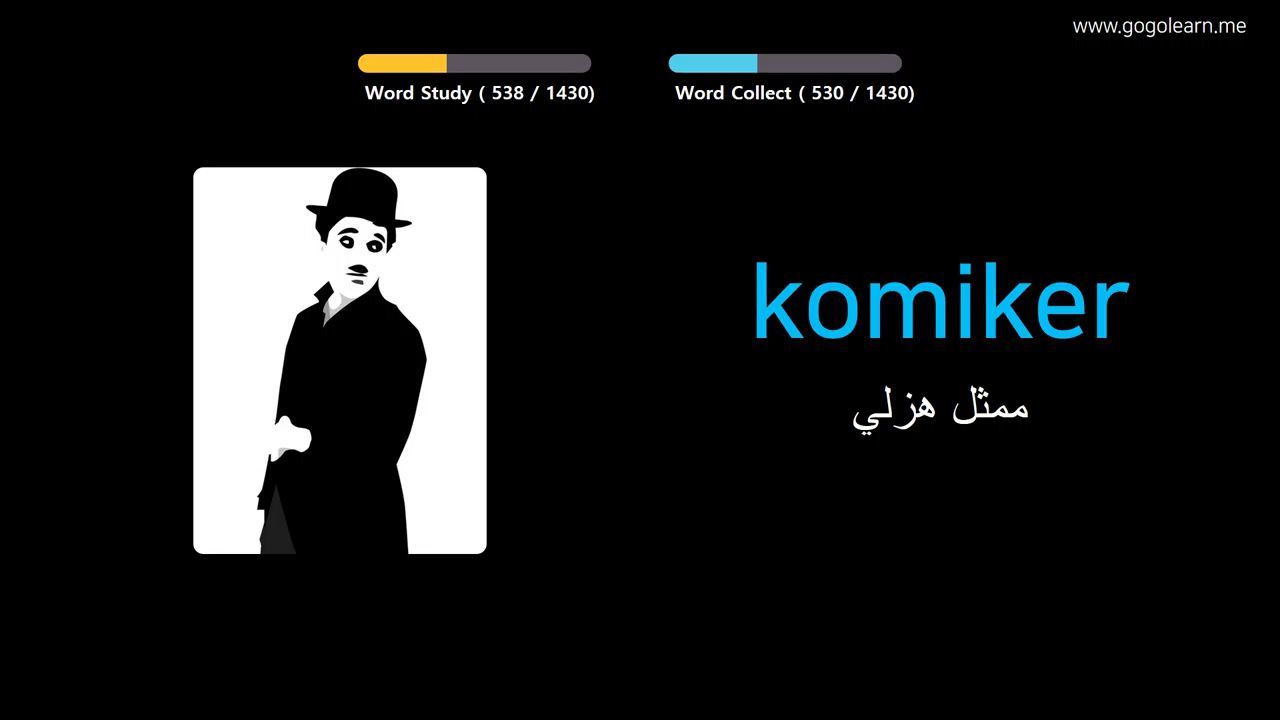 www.gogolearn.me
Word Study ( 538 / 1430)
Word Collect ( 530 / 1430)
komiker
ممثل هزلي